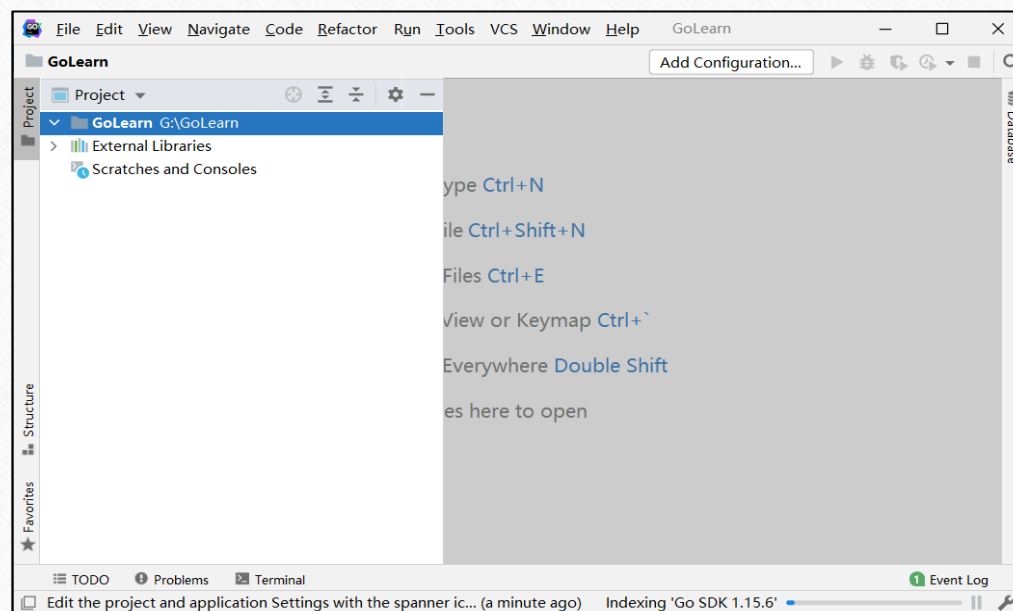 GO File Edit View Navigate Code Refactor Run Tools VCS Window Help GoLearn
GoLearn Add Configuration...
Project
Project
GoLearn G:\GoLearn
External Libraries
Scratches and Consoles
Database
ype Ctrl+N
ile Ctrl+Shift+N
Files Ctrl+E
View or Keymap Ctrl+`
Everywhere Double Shift
es here to open
Structure
Favorites
TODO Problems Terminal 1 Event Log
Edit the project and application Settings with the spanner ic... (a minute ago) Indexing 'Go SDK 1.15.6'